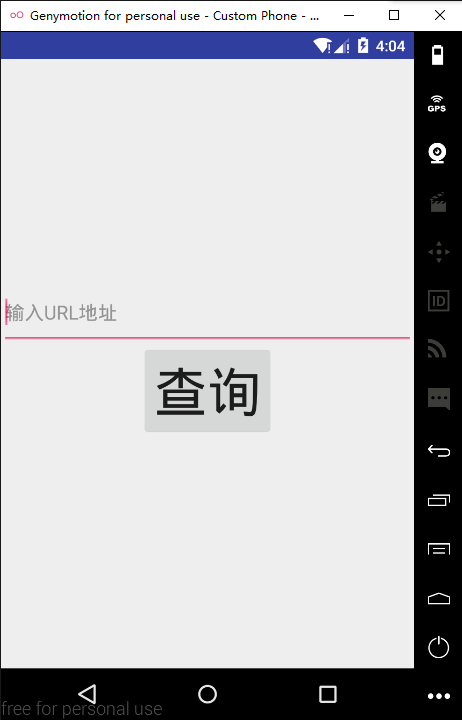 Genymotion for personal use - Custom Phone - ...
4:04
GPS
ID
输入URL地址
查询
free for personal use